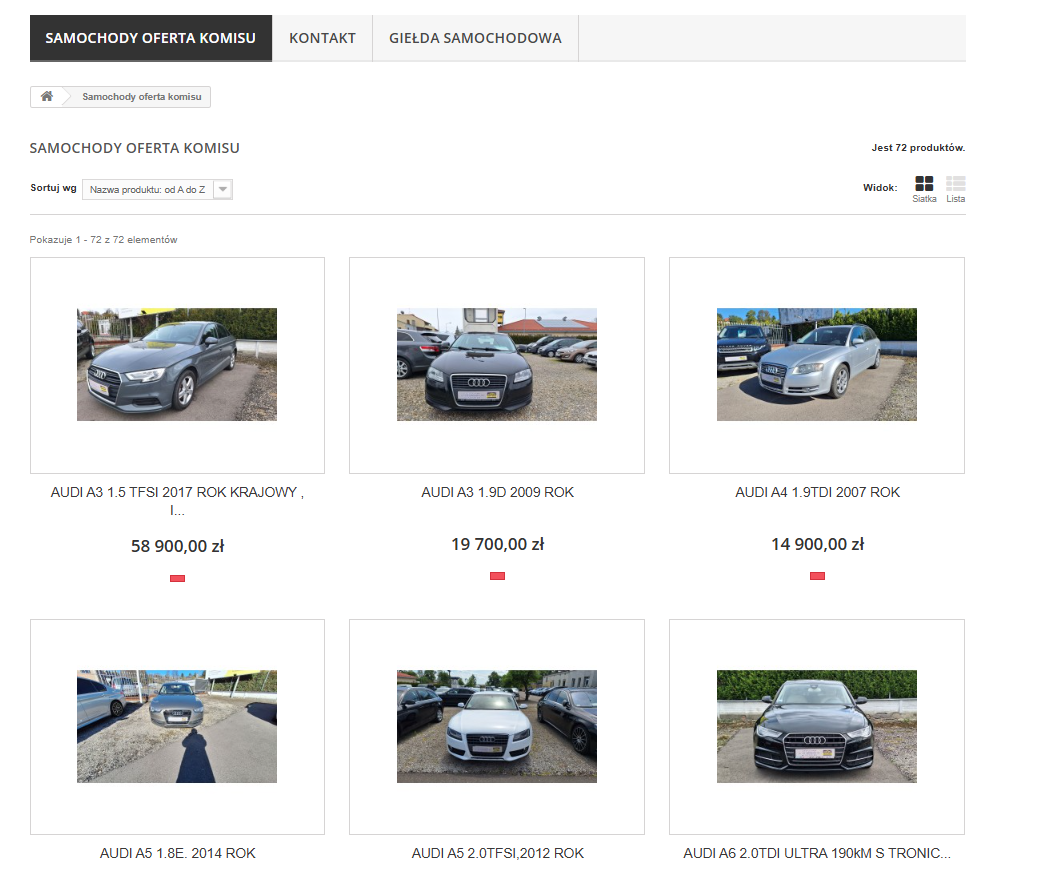 SAMOCHODY OFERTA KOMISU KONTAKT GIEŁDA SAMOCHODOWA
Samochody oferta komisu
SAMOCHODY OFERTA KOMISU Jest 72 produktów.
Sortuj wg Nazwa produktu: od A do Z Widok: Siatka Lista
Pokazuje 1 - 72 z 72 elementów
AUDI A3 1.5 TFSI 2017 ROK KRAJOWY ,
I...
58 900,00 zł
AUDI A3 1.9D 2009 ROK
19 700,00 zł
AUDI A4 1.9TDI 2007 ROK
14 900,00 zł
AUDI A5 1.8E. 2014 ROK
AUDI A5 2.0TFSI,2012 ROK
AUDI A6 2.0TDI ULTRA 190kM S TRONIC...